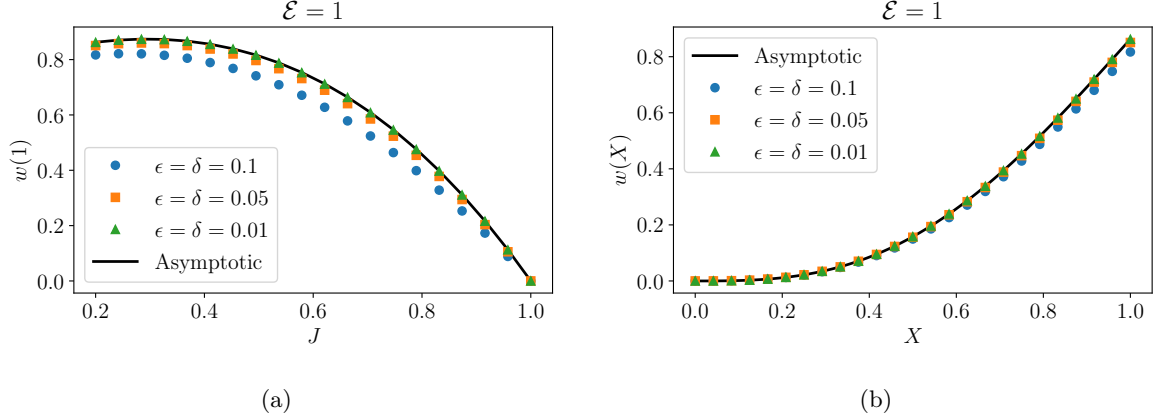 ℰ = 1
w(1)
0.8
0.6
0.4
0.2
0.0
ϵ = δ = 0.1
ϵ = δ = 0.05
ϵ = δ = 0.01
Asymptotic
0.2 0.4 0.6 0.8 1.0
J
(a)
ℰ = 1
w(X)
0.8
0.6
0.4
0.2
0.0
Asymptotic
ϵ = δ = 0.1
ϵ = δ = 0.05
ϵ = δ = 0.01
0.0 0.2 0.4 0.6 0.8 1.0
X
(b)